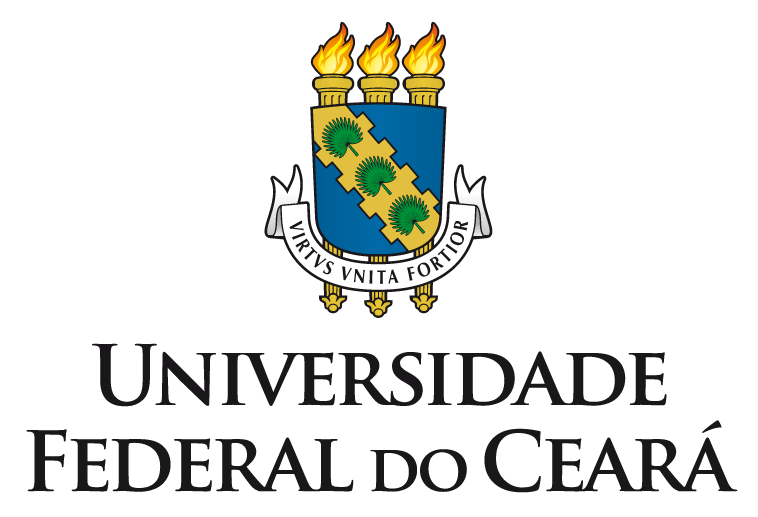 VIRTVS VNITA FORTIOR
UNIVERSIDADE
FEDERAL DO CEARÁ